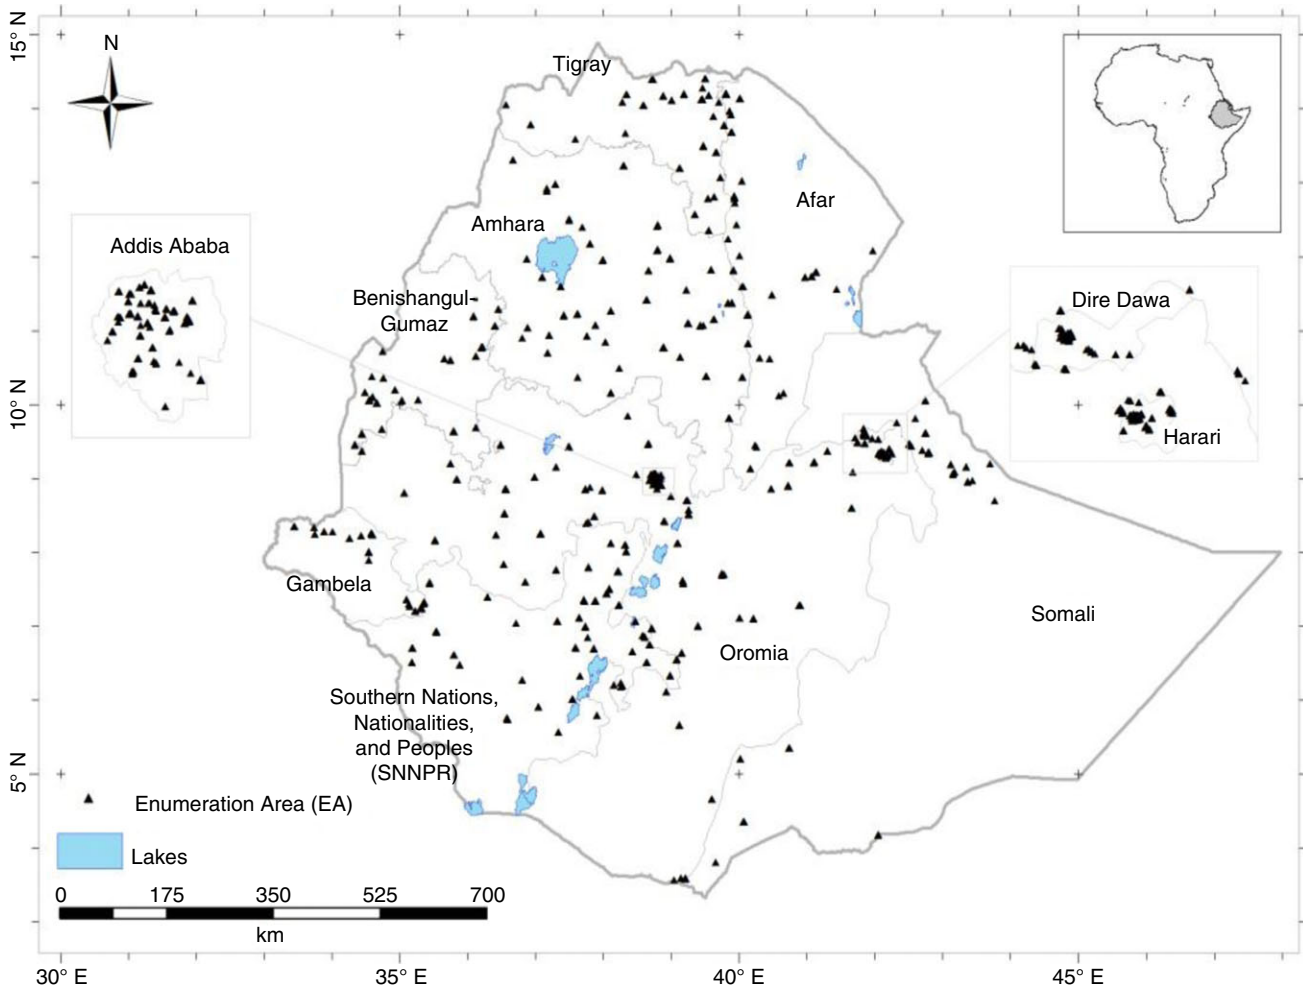 15° N
N
Tigray
Afar
Amhara
Addis Ababa
Benishangul-
Gumaz
Dire Dawa
10° N
Harari
Gambela
Somali
Oromia
Southern Nations,
Nationalities,
and Peoples
(SNNPR)
5° N
Enumeration Area (EA)
Lakes
0 175 350 525 700
km
30° E 35° E 40° E 45° E